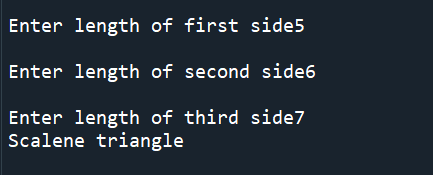 Enter length of first side5
Enter length of second side6
Enter length of third side7
Scalene triangle